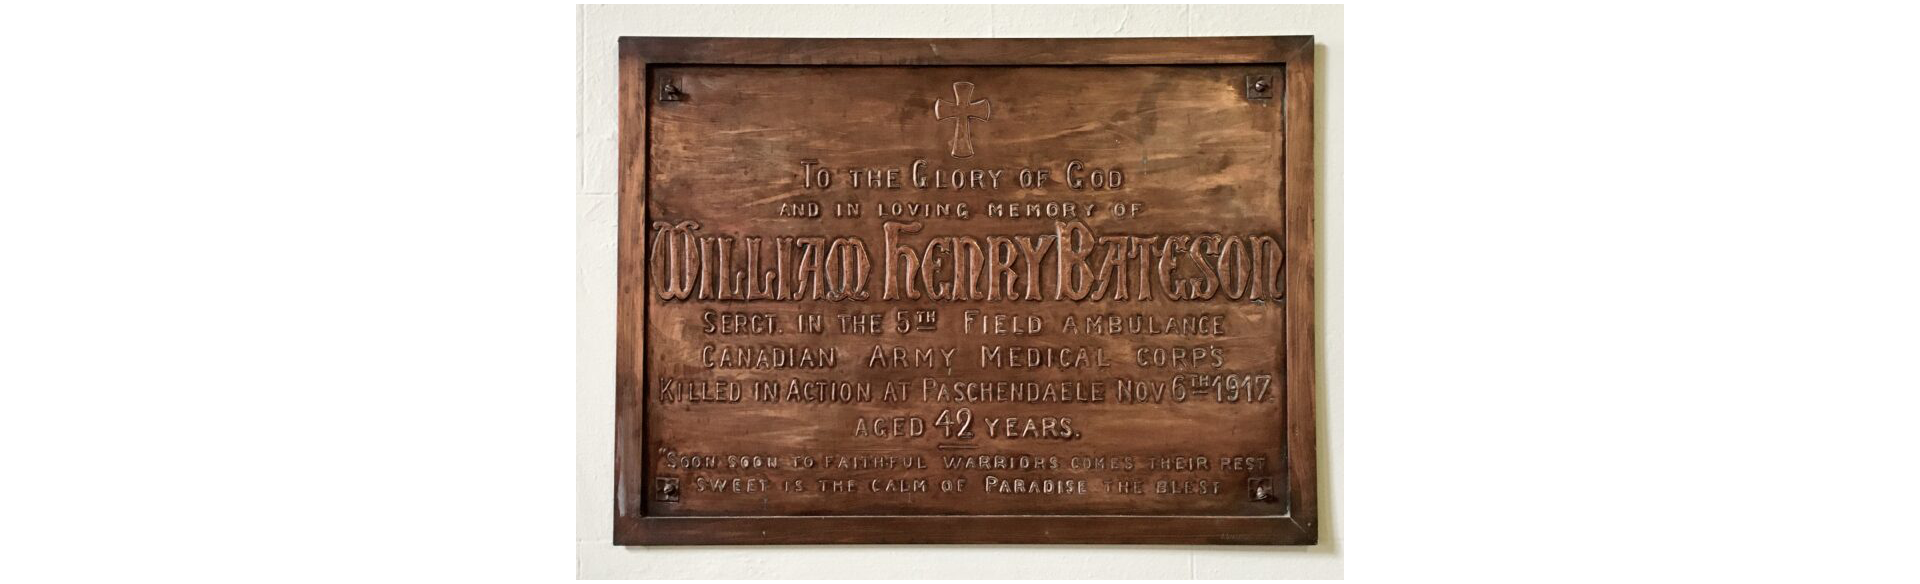 To the Glory of God
and in loving memory of
William Henry Bateson
Sergt. in the 5TH Field Ambulance
Canadian Army Medical Corps
Killed in Action at Paschendaele Nov 6TH 1917.
aged 42 years.
"Soon soon to faithful warriors comes their rest
Sweet is the calm of Paradise the blest